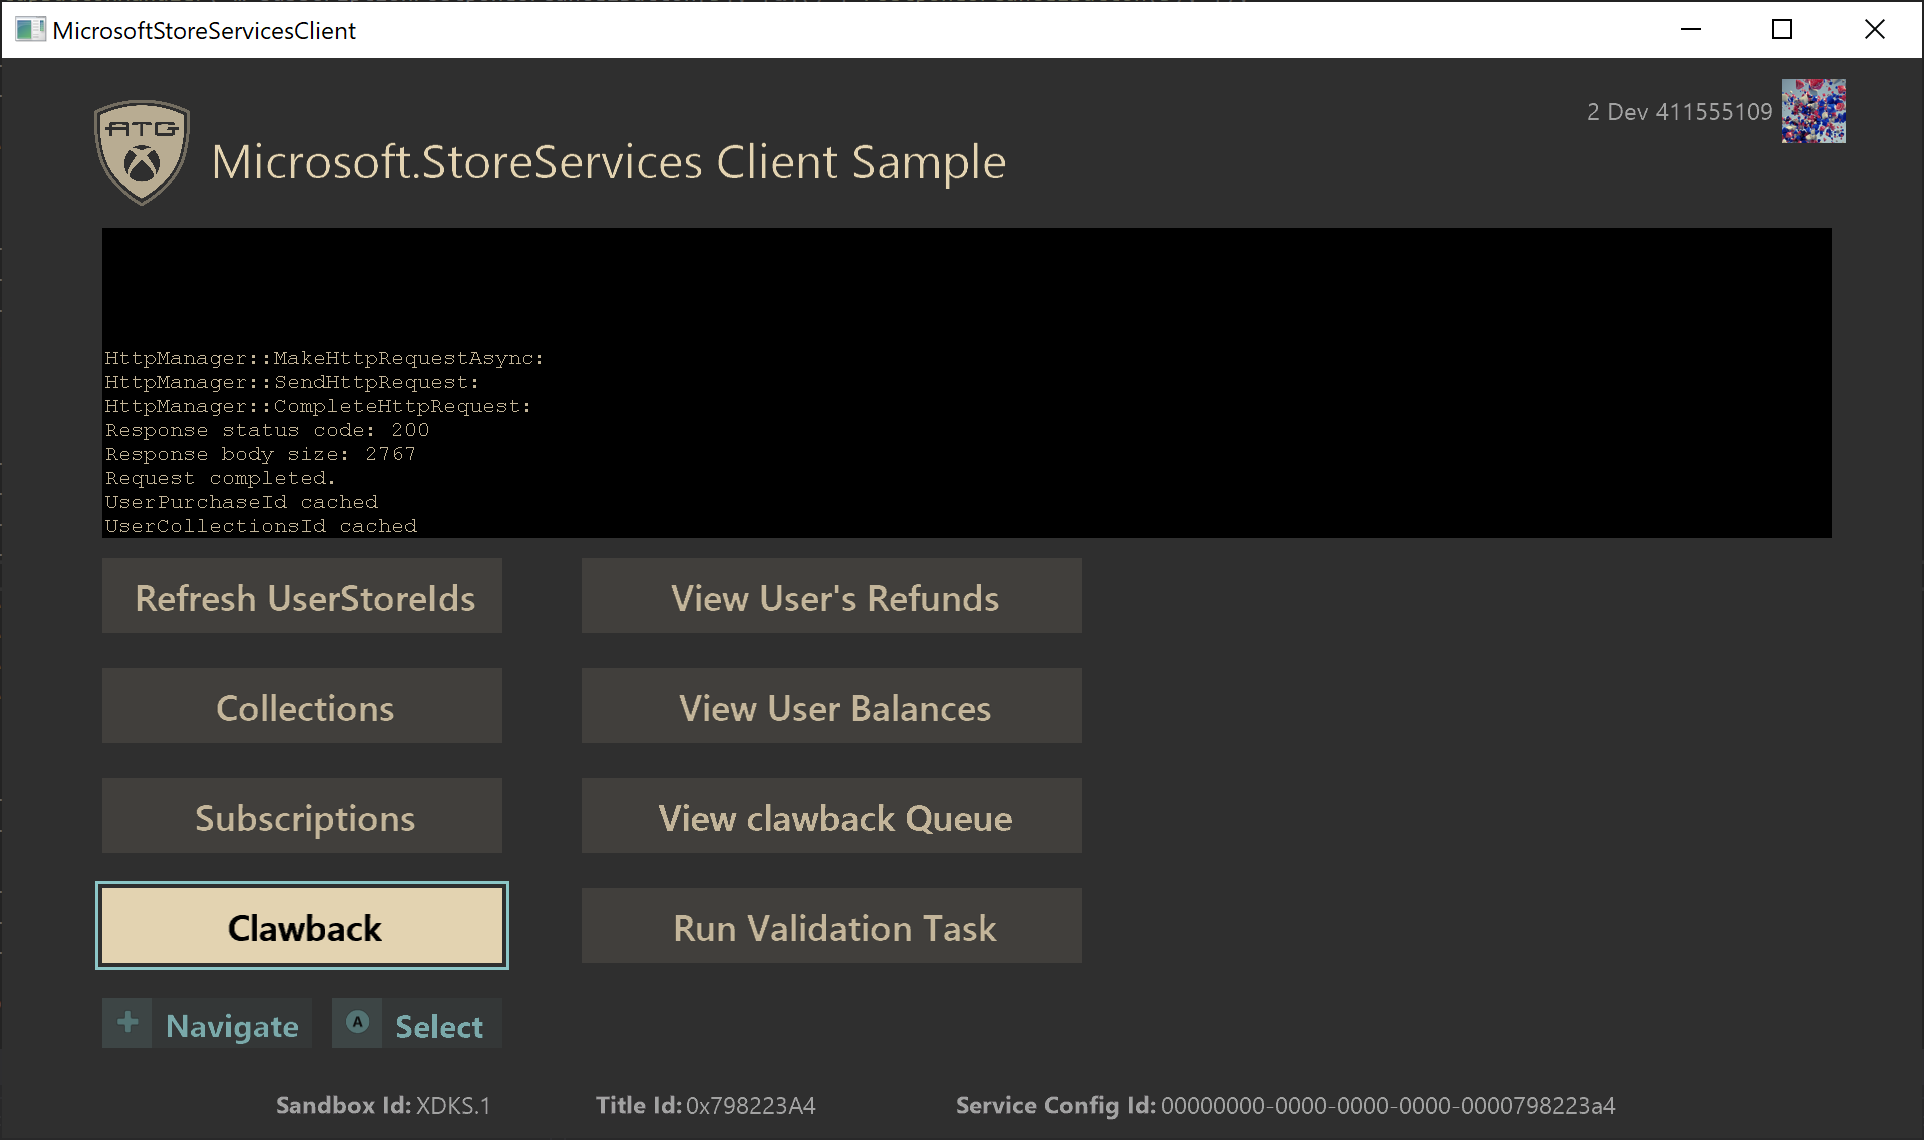 MicrosoftStoreServicesClient
2 Dev 411555109
ATG
Microsoft.StoreServices Client Sample
HttpManager::MakeHttpRequestAsync:
HttpManager::SendHttpRequest:
HttpManager::CompleteHttpRequest:
Response status code: 200
Response body size: 2767
Request completed.
UserPurchaseId cached
UserCollectionsId cached
Refresh UserStoreIds
View User's Refunds
Collections
View User Balances
Subscriptions
View clawback Queue
Clawback
Run Validation Task
Navigate
A Select
Sandbox Id: XDKS.1
Title Id: 0x798223A4
Service Config Id: 00000000-0000-0000-0000-0000798223a4